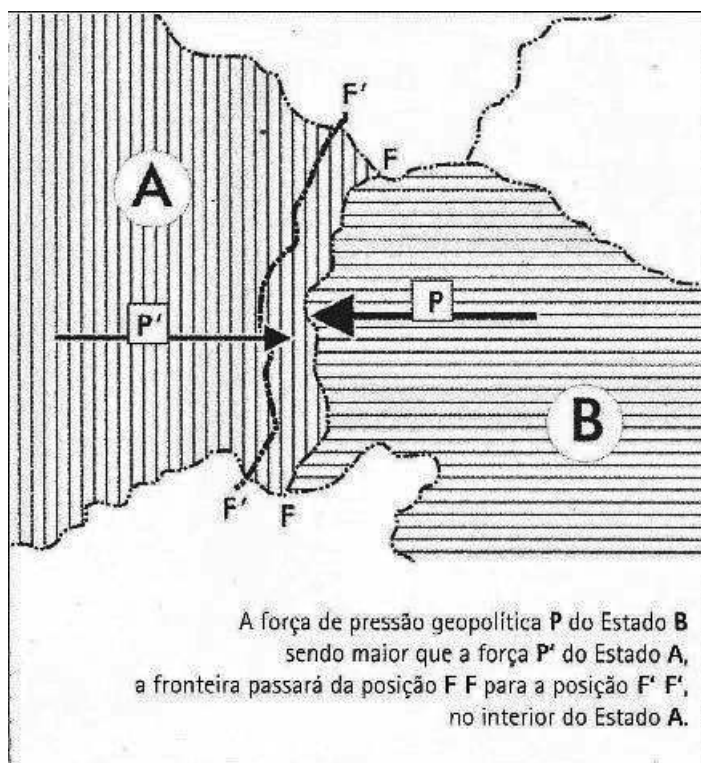 F'
F
A
P'
P
B
F'
F
A força de pressão geopolítica P do Estado B
sendo maior que a força P' do Estado A,
a fronteira passará da posição F F para a posição F' F',
no interior do Estado A.